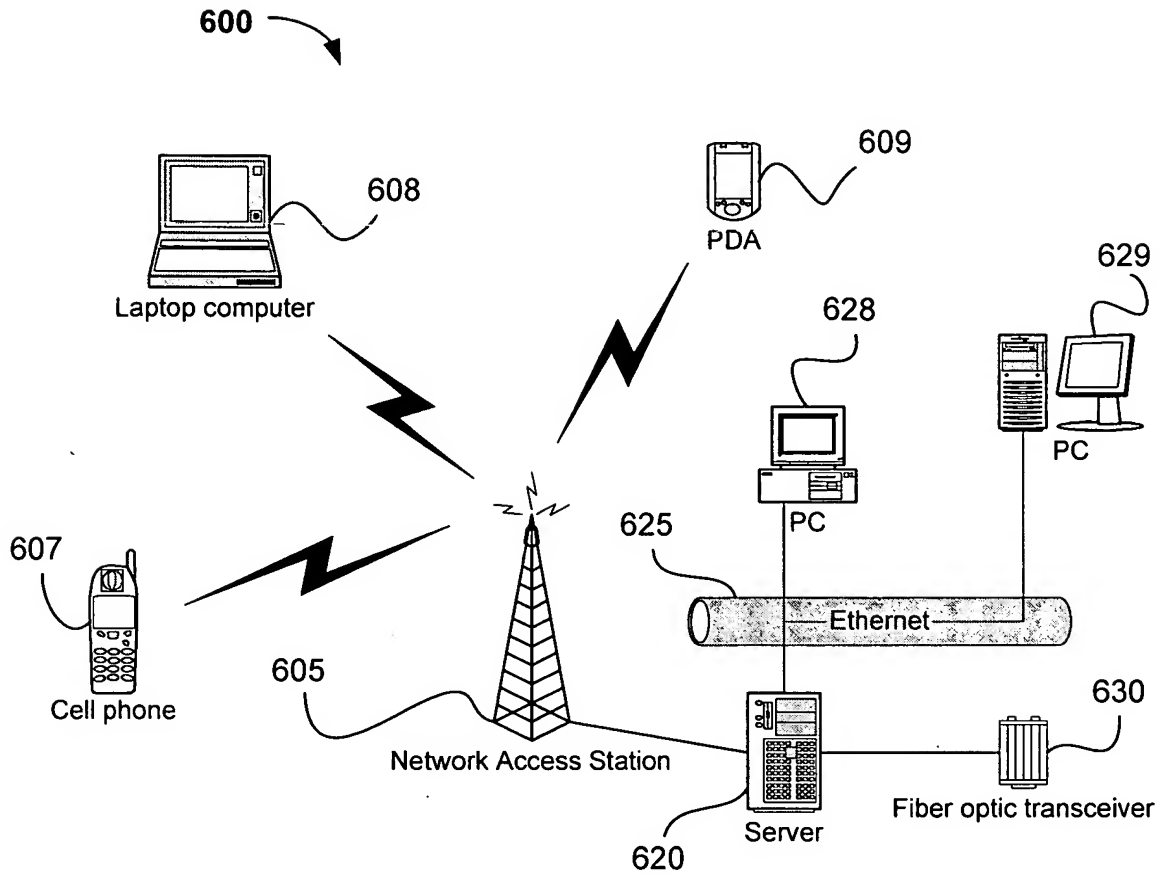 600
609
608
PDA
629
Laptop computer
628
PC
PC
607
625
Ethernet
605
630
Cell phone
Network Access Station
Fiber optic transceiver
Server
620